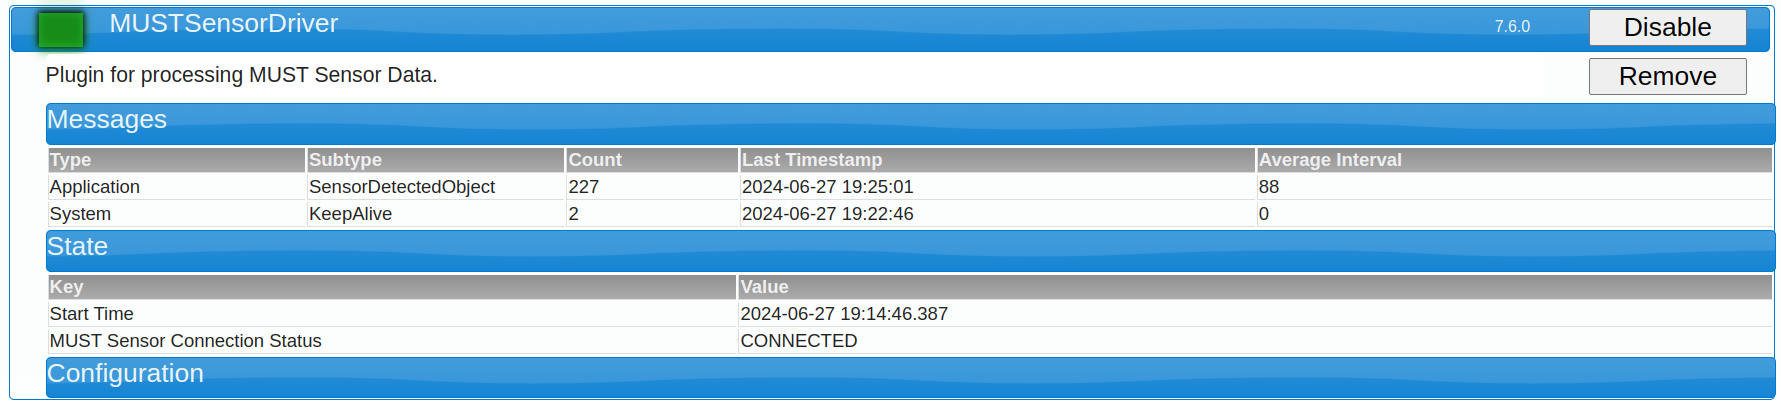 MUSTSensorDriver 7.6.0 Disable
Plugin for processing MUST Sensor Data. Remove
Messages
Type Subtype Count Last Timestamp Average Interval
Application SensorDetectedObject 227 2024-06-27 19:25:01 88
System KeepAlive 2 2024-06-27 19:22:46 0
State
Key Value
Start Time 2024-06-27 19:14:46.387
MUST Sensor Connection Status CONNECTED
Configuration